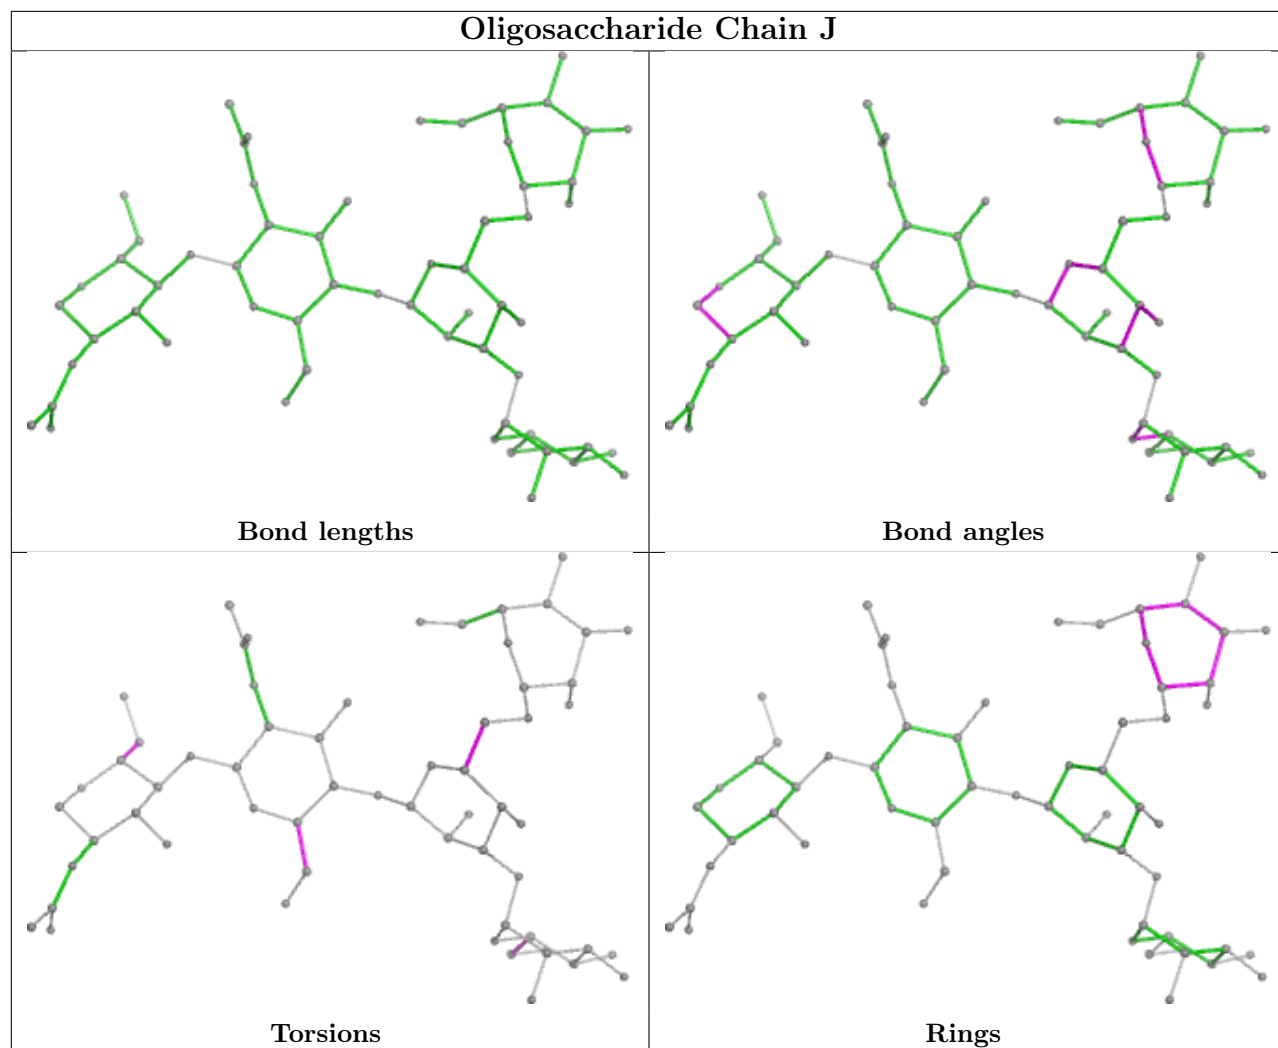 Oligosaccharide Chain J
Bond lengths
Bond angles
Torsions
Rings